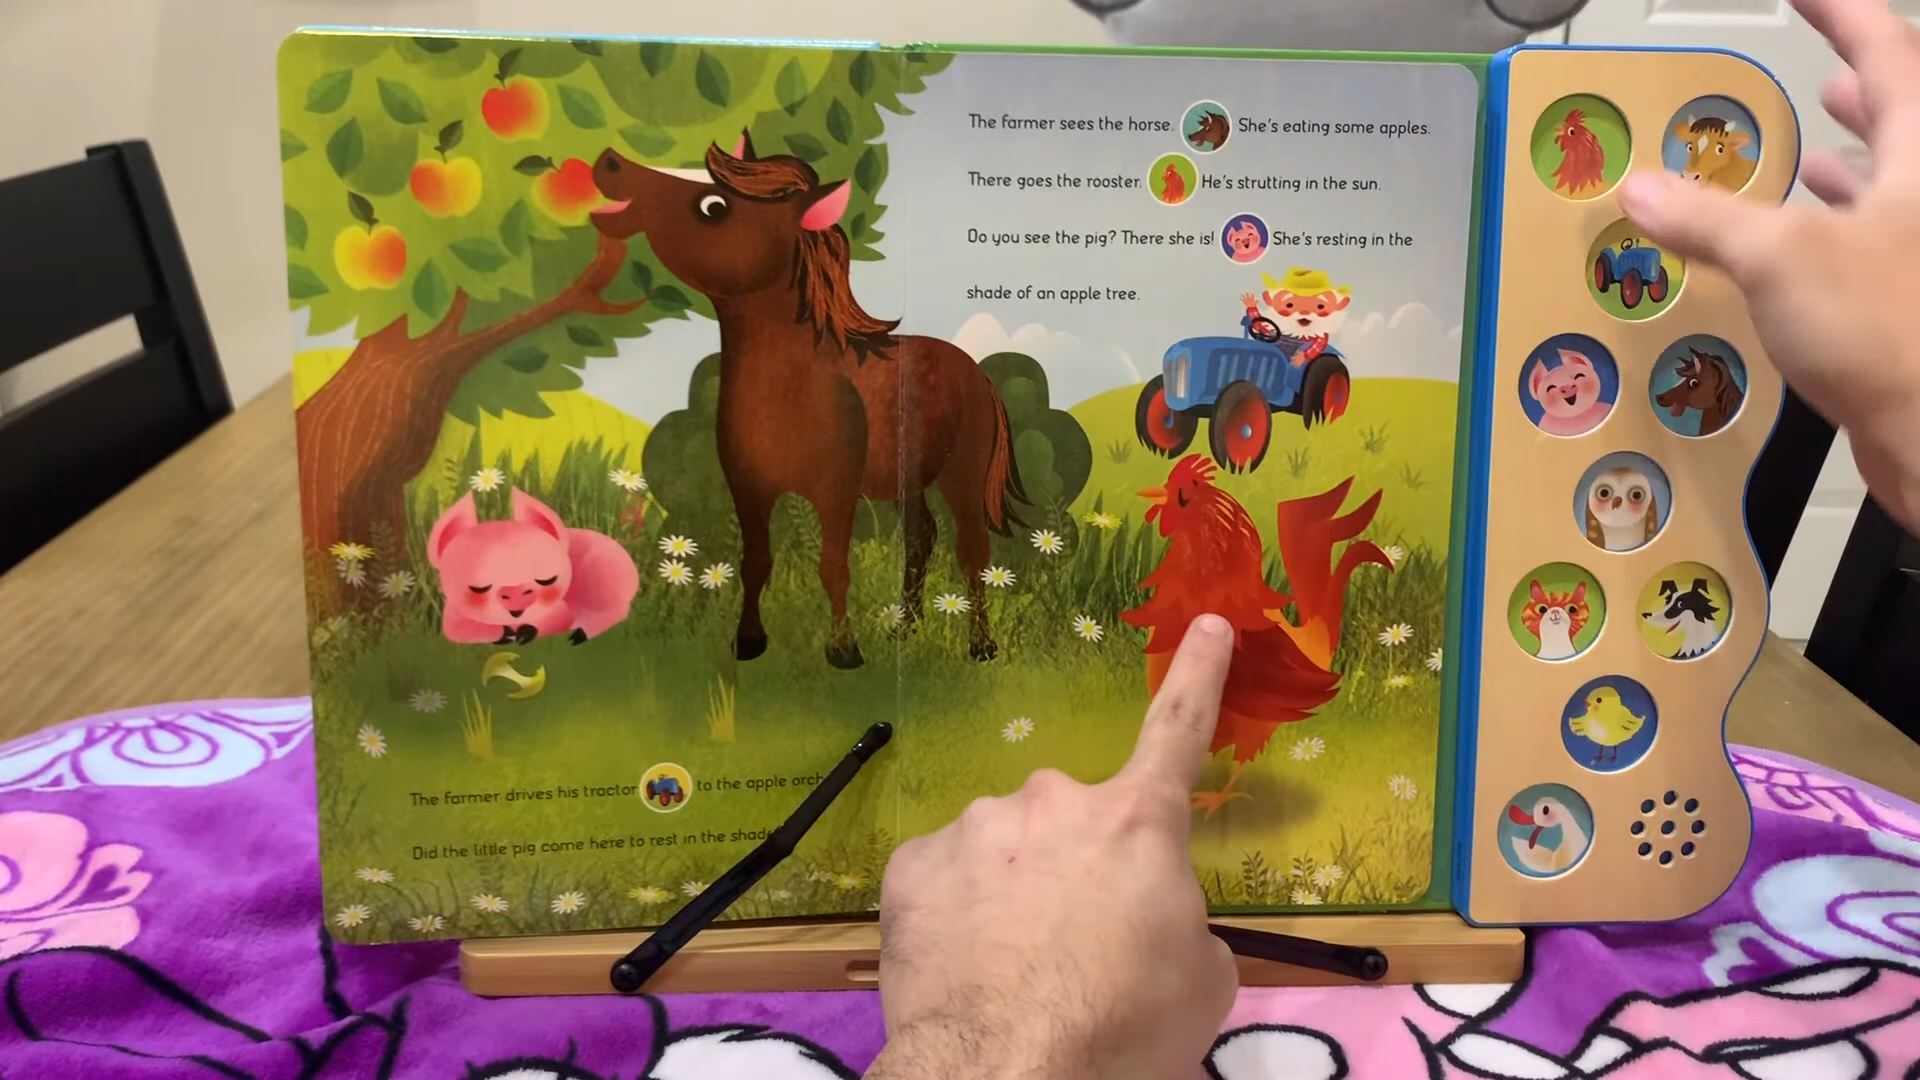 The farmer sees the horse. She's eating some apples.
There goes the rooster. He's strutting in the sun.
Do you see the pig? There she is! She's resting in the
shade of an apple tree.
The farmer drives his tractor to the apple
Did the little pig come here to rest in the